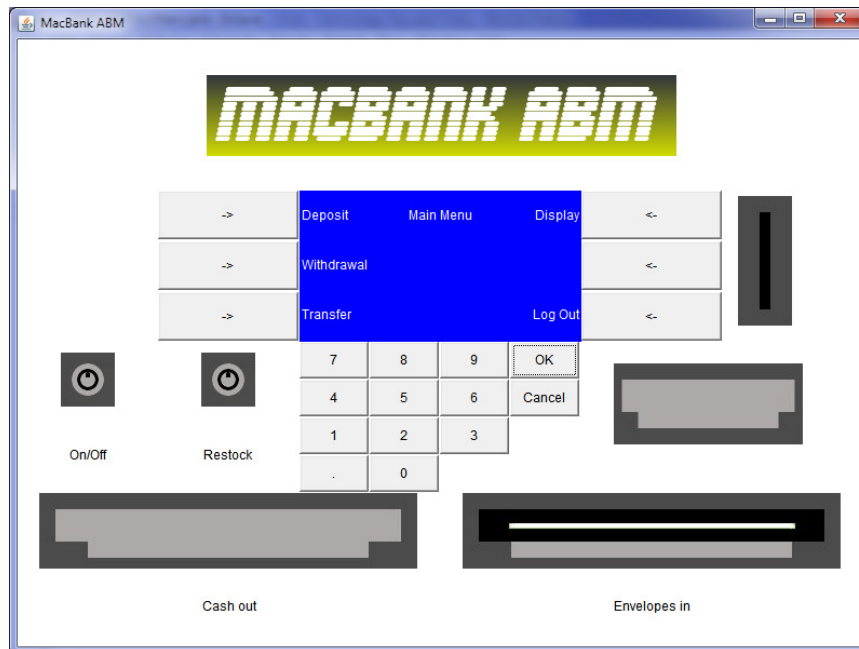 MacBank ABM
MACBANK ABM
-> Deposit Main Menu Display <-
-> Withdrawal <-
-> Transfer Log Out <-
7 8 9 OK
4 5 6 Cancel
1 2 3
. 0
On/Off Restock
Cash out Envelopes in